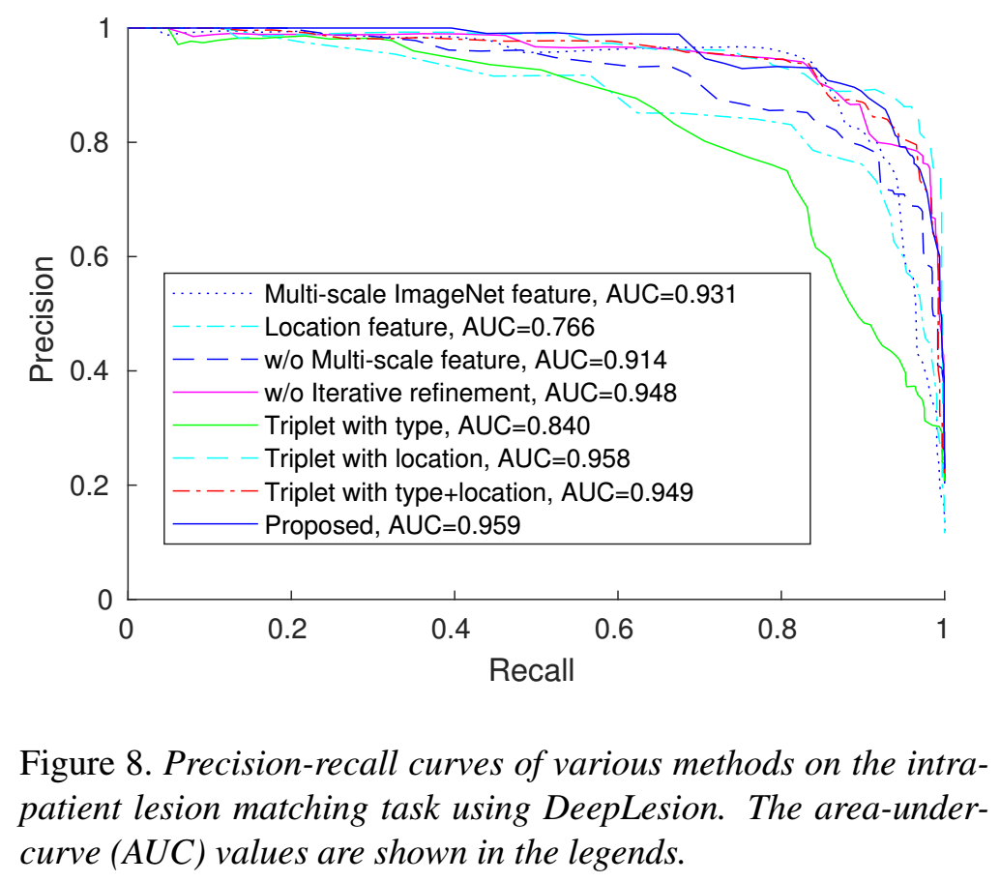 1
0.8
0.6
0.4
0.2
0
Precision
Multi-scale ImageNet feature, AUC=0.931
Location feature, AUC=0.766
w/o Multi-scale feature, AUC=0.914
w/o Iterative refinement, AUC=0.948
Triplet with type, AUC=0.840
Triplet with location, AUC=0.958
Triplet with type+location, AUC=0.949
Proposed, AUC=0.959
0 0.2 0.4 0.6 0.8 1
Recall
Figure 8. Precision-recall curves of various methods on the intra-
patient lesion matching task using DeepLesion. The area-under-
curve (AUC) values are shown in the legends.